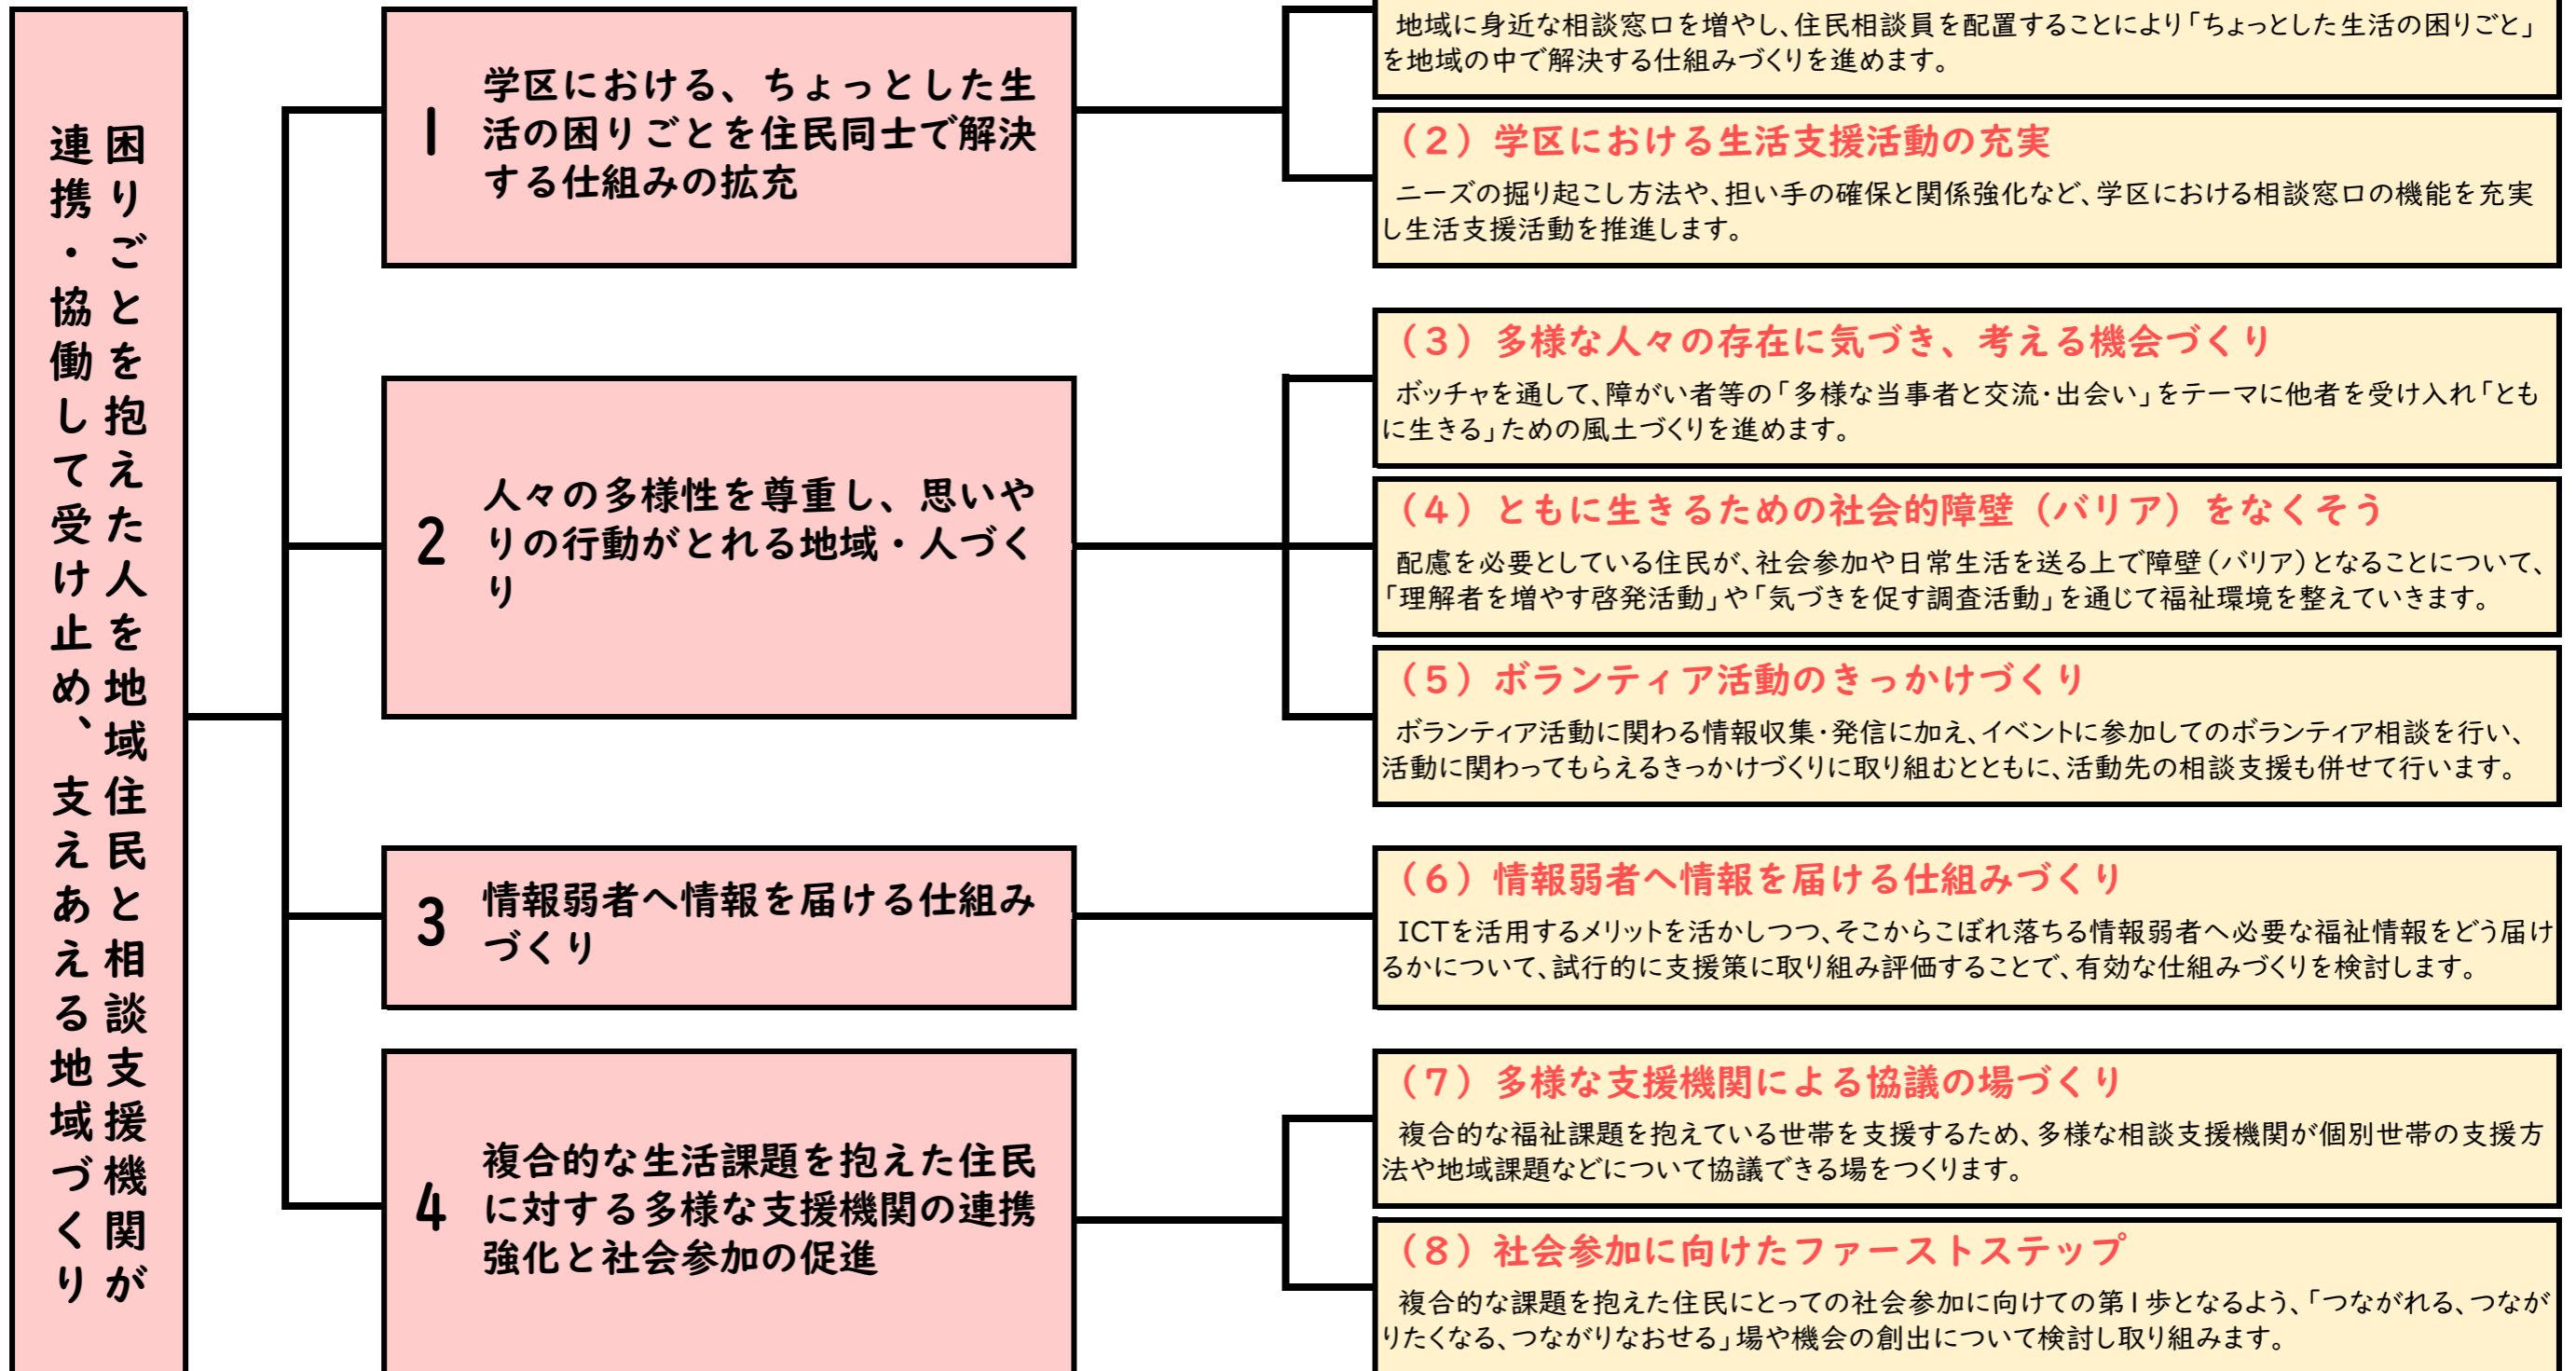 困りごとを抱えた人を地域住民と相談支援機関が
連携・協働して受け止め、支えあえる地域づくり
1
学区における、ちょっとした生
活の困りごとを住民同士で解決
する仕組みの拡充
地域に身近な相談窓口を増やし、住民相談員を配置することにより「ちょっとした生活の困りごと」
を地域の中で解決する仕組みづくりを進めます。
(2)学区における生活支援活動の充実
ニーズの掘り起こし方法や、担い手の確保と関係強化など、学区における相談窓口の機能を充実
し生活支援活動を推進します。
2
人々の多様性を尊重し、思いや
りの行動がとれる地域・人づく
り
(3)多様な人々の存在に気づき、考える機会づくり
ボッチャを通して、障がい者等の「多様な当事者と交流・出会い」をテーマに他者を受け入れ「とも
に生きる」ための風土づくりを進めます。
(4)ともに生きるための社会的障壁(バリア)をなくそう
配慮を必要としている住民が、社会参加や日常生活を送る上で障壁(バリア)となることについて、
「理解者を増やす啓発活動」や「気づきを促す調査活動」を通じて福祉環境を整えていきます。
(5)ボランティア活動のきっかけづくり
ボランティア活動に関わる情報収集・発信に加え、イベントに参加してのボランティア相談を行い、
活動に関わってもらえるきっかけづくりに取り組むとともに、活動先の相談支援も併せて行います。
3
情報弱者へ情報を届ける仕組み
づくり
(6)情報弱者へ情報を届ける仕組みづくり
ICTを活用するメリットを活かしつつ、そこからこぼれ落ちる情報弱者へ必要な福祉情報をどう届け
るかについて、試行的に支援策に取り組み評価することで、有効な仕組みづくりを検討します。
4
複合的な生活課題を抱えた住民
に対する多様な支援機関の連携
強化と社会参加の促進
(7)多様な支援機関による協議の場づくり
複合的な福祉課題を抱えている世帯を支援するため、多様な相談支援機関が個別世帯の支援方
法や地域課題などについて協議できる場をつくります。
(8)社会参加に向けたファーストステップ
複合的な課題を抱えた住民にとっての社会参加に向けての第1歩となるよう、「つながれる、つなが
りたくなる、つながりなおせる」場や機会の創出について検討し取り組みます。